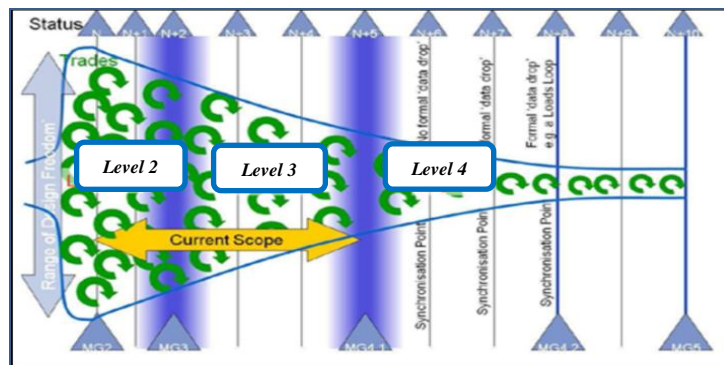 Status
N
N+1
N+2
N+3
N+4
N+5
N+6
N+7
N+8
N+9
N+10
Trades
Range of Design Freedom'
Level 2
Level 3
Level 4
Current Scope
No formal 'data drop'
Formal 'data drop'
Formal 'data drop'
e.g. a Loads Loop
Synchronisation Point
Synchronisation Point
Synchronisation Point
MG2
MG3
MG4.1
MG4.2
MG5